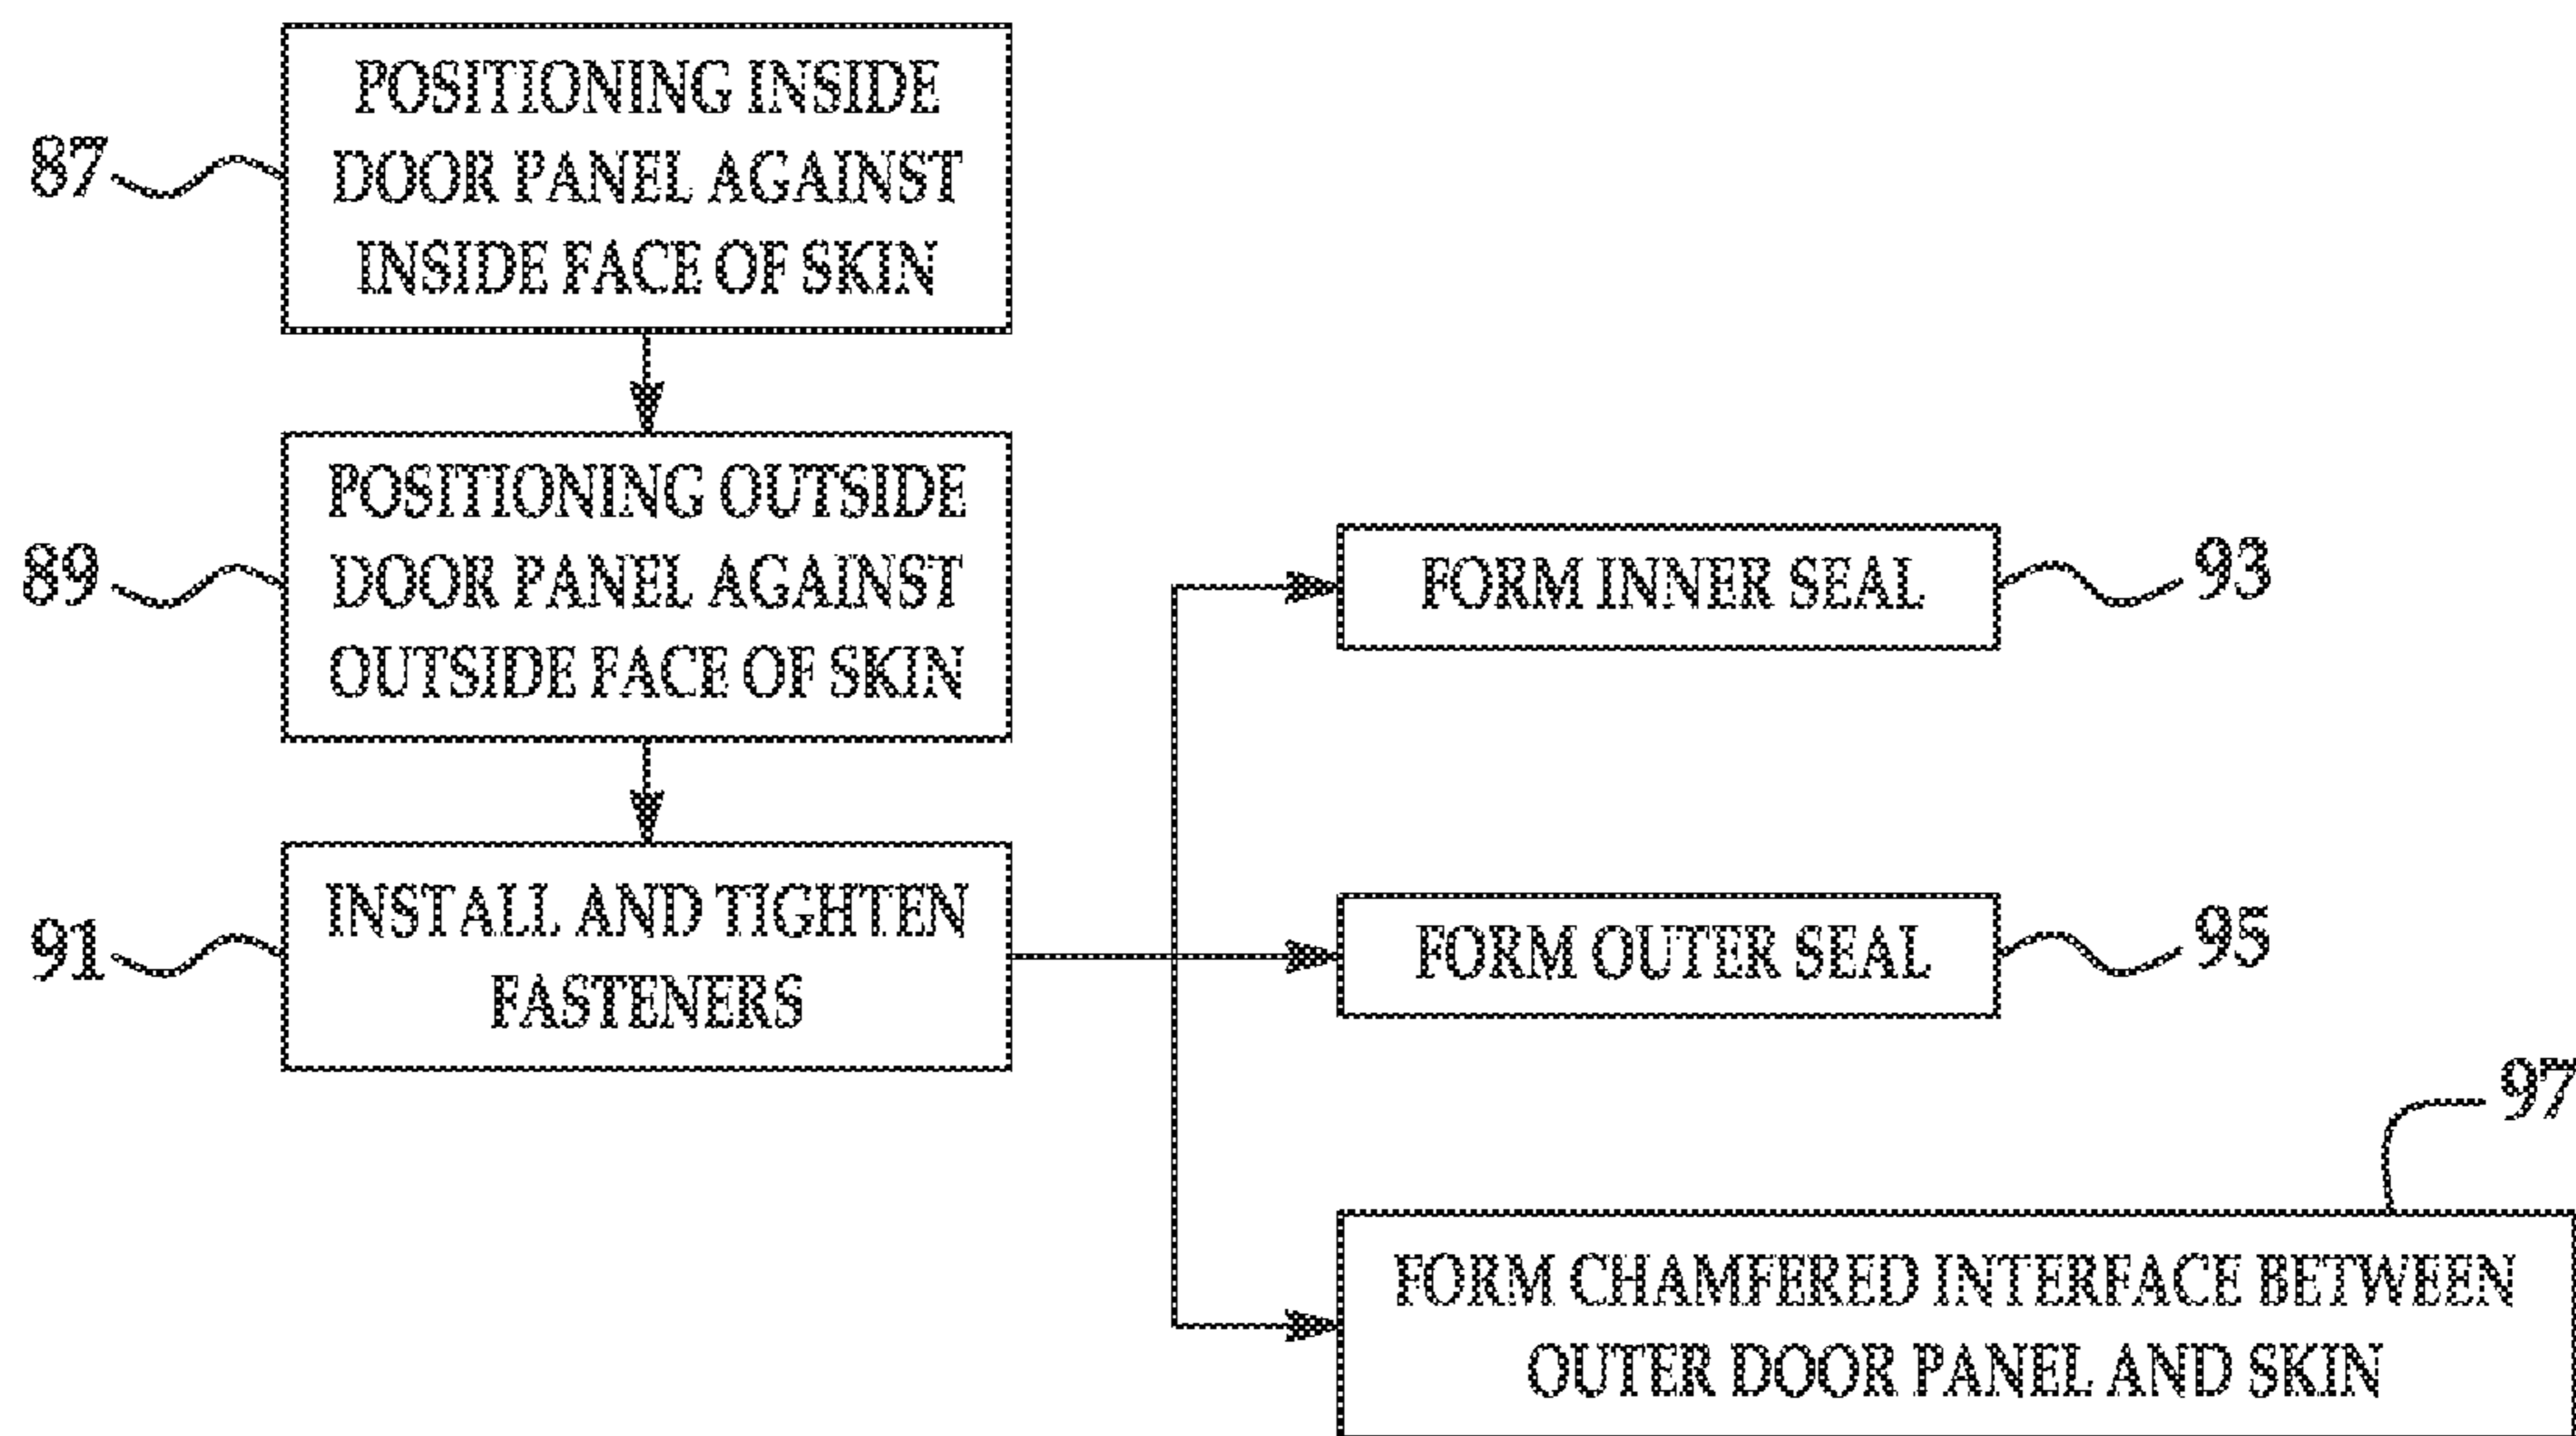 87
POSITIONING INSIDE
DOOR PANEL AGAINST
INSIDE FACE OF SKIN
89
POSITIONING OUTSIDE
DOOR PANEL AGAINST
OUTSIDE FACE OF SKIN
91
INSTALL AND TIGHTEN
FASTENERS
FORM INNER SEAL
93
FORM OUTER SEAL
95
97
FORM CHAMFERED INTERFACE BETWEEN
OUTER DOOR PANEL AND SKIN